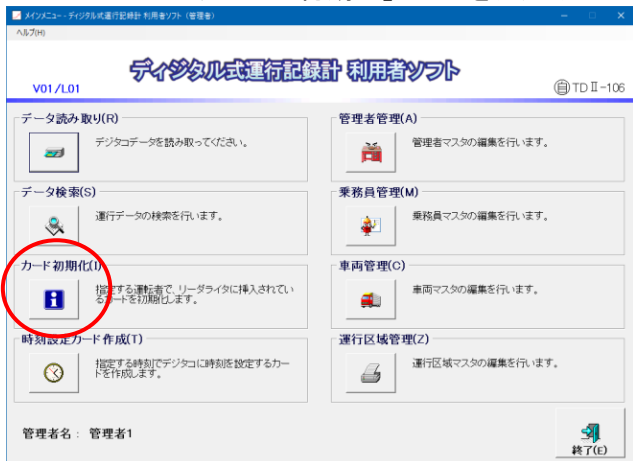 メインメニュー - ディジタル式運行記録計 利用者ソフト (管理者)
ヘルプ(H)
ディジタル式運行記録計 利用者ソフト
V01/L01
自 TDⅡ-106
データ読み取り(R)
デジタコデータを読み取ってください。
データ検索(S)
運行データの検索を行います。
カード初期化(I)
指定する運転者で、リーダライタに挿入されてい
るカードを初期化します。
時刻設定カード作成(T)
指定する時刻でデジタコに時刻を設定するカー
ドを作成します。
管理者管理(A)
管理者マスタの編集を行います。
乗務員管理(M)
乗務員マスタの編集を行います。
車両管理(C)
車両マスタの編集を行います。
運行区域管理(Z)
運行区域マスタの編集を行います。
管理者名 : 管理者1
終了(E)